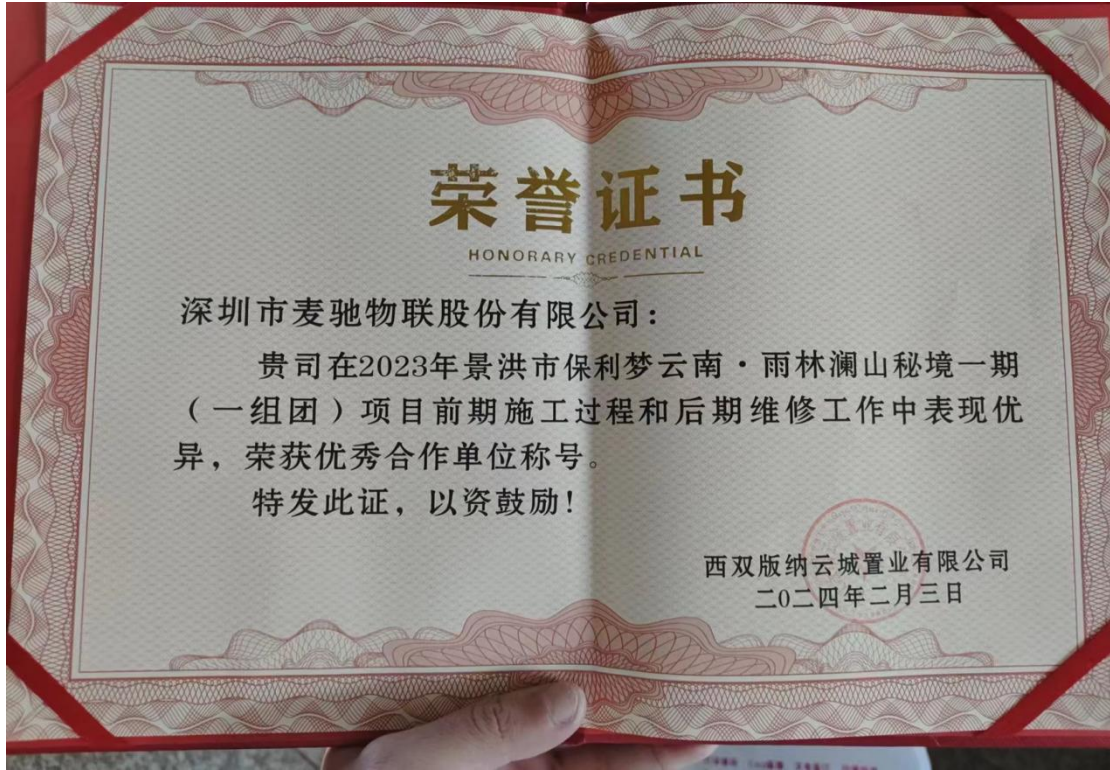 荣誉证书
HONORARY CREDENTIAL
深圳市麦驰物联股份有限公司：
贵司在2023年景洪市保利梦云南·雨林澜山秘境一期
（一组团）项目前期施工过程和后期维修工作中表现优
异，荣获优秀合作单位称号。
特发此证，以资鼓励！
西双版纳云城置业有限公司
二〇二四年二月三日